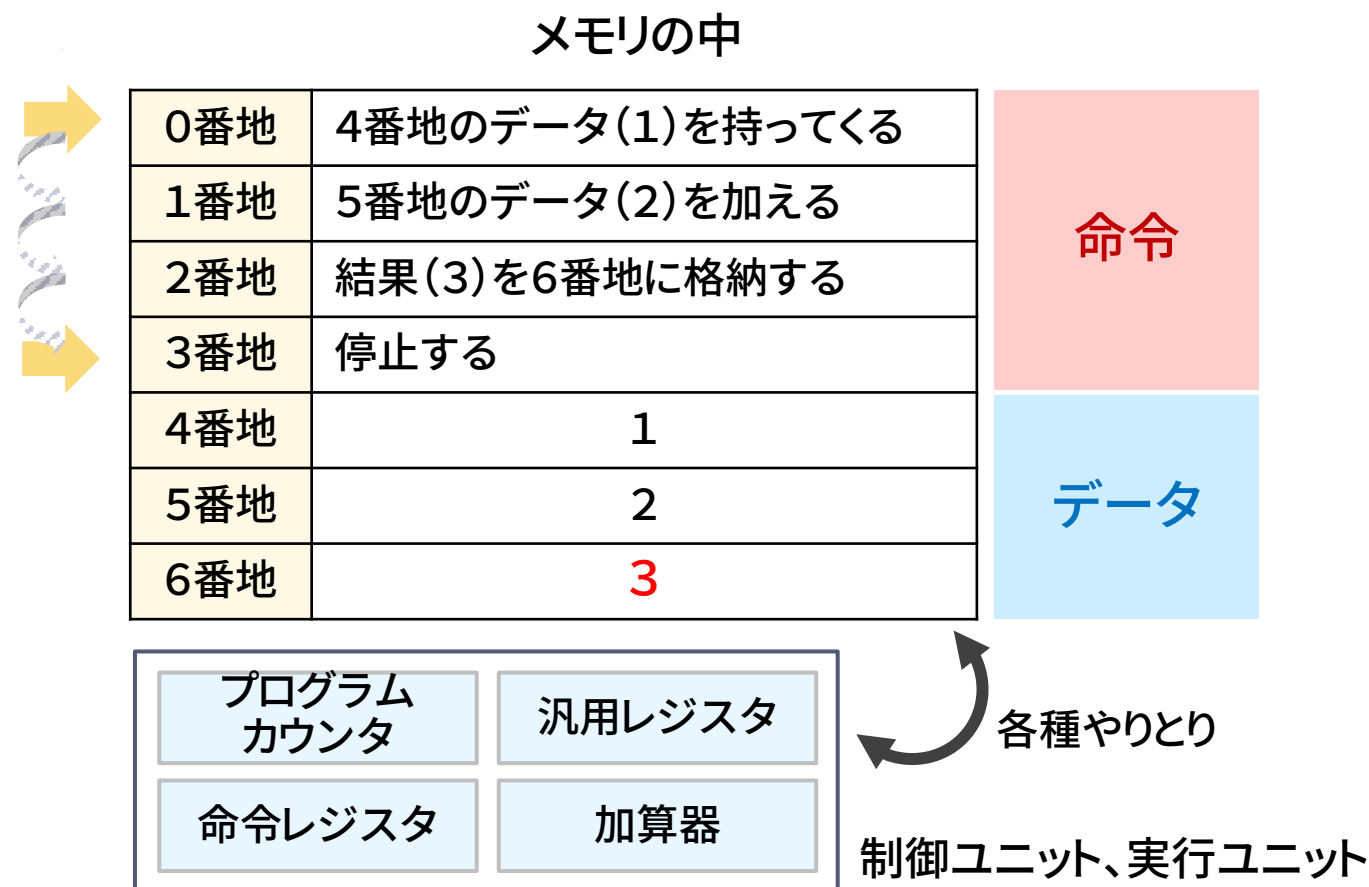 メモリの中
０番地 ４番地のデータ（１）を持ってくる
１番地 ５番地のデータ（２）を加える
２番地 結果（３）を６番地に格納する
３番地 停止する
命令
４番地 １
５番地 ２
６番地 ３
データ
プログラム
カウンタ
汎用レジスタ
命令レジスタ
加算器
各種やりとり
制御ユニット、実行ユニット